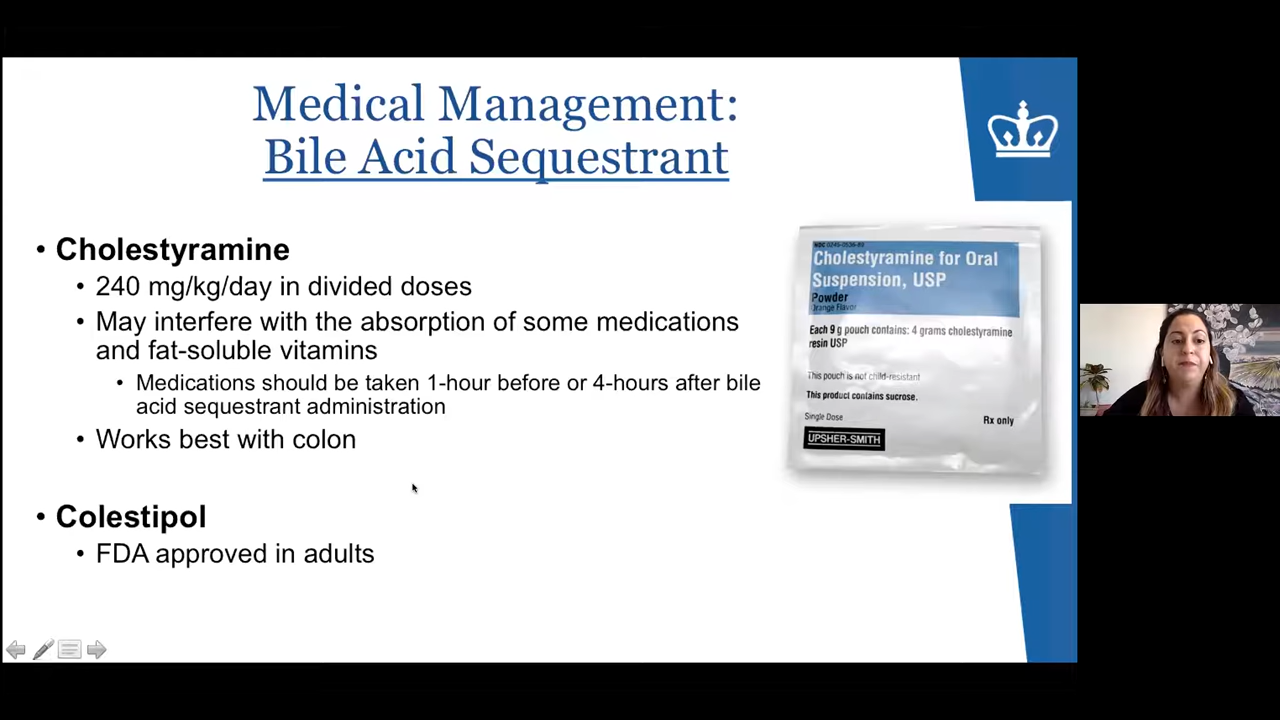 Medical Management:
Bile Acid Sequestrant
• Cholestyramine
• 240 mg/kg/day in divided doses
• May interfere with the absorption of some medications
and fat-soluble vitamins
• Medications should be taken 1-hour before or 4-hours after bile
acid sequestrant administration
• Works best with colon
• Colestipol
• FDA approved in adults
NDC 0245-0536-89
Cholestyramine for Oral
Suspension, USP
Powder
Orange Flavor
Each 9 g pouch contains: 4 grams cholestyramine
resin USP
This pouch is not child-resistant
This product contains sucrose.
Single Dose
Rx only
UPSHER-SMITH